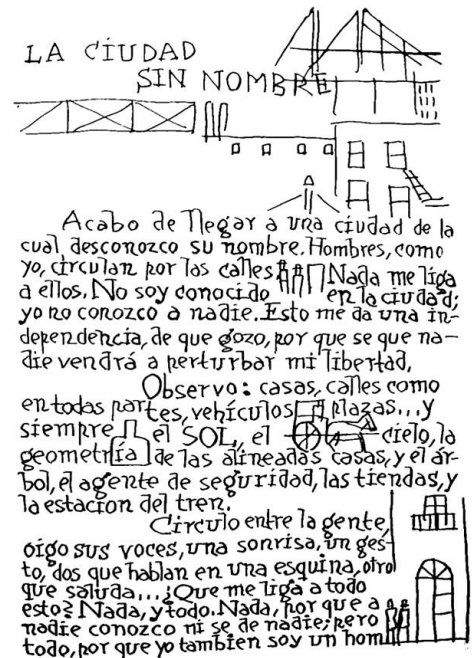 LA CIUDAD
SIN NOMBRE
Acabo de llegar a una ciudad de la
cual desconozco su nombre. Hombres, como
yo, circulan por las calles. Nada me liga
a ellos. No soy conocido en la ciudad;
yo no conozco a nadie. Esto me da una in-
dependencia, de que gozo, por que se que na-
die vendrá a perturbar mi libertad,
Observo: casas, calles como
en todas partes, vehículos, plazas...y
siempre el SOL, el cielo, la
geometría de las alineadas casas, y el ár-
bol, el agente de seguridad, las tiendas, y
la estacion del tren.
Circulo entre la gente,
oigo sus voces, una sonrisa, un ges-
to, dos que hablan en una esquina, otro
que saluda...¿Que me liga a todo
esto? Nada, y todo. Nada, por que a
nadie conozco ni se de nadie; pero
todo, por que yo tambien soy un hom